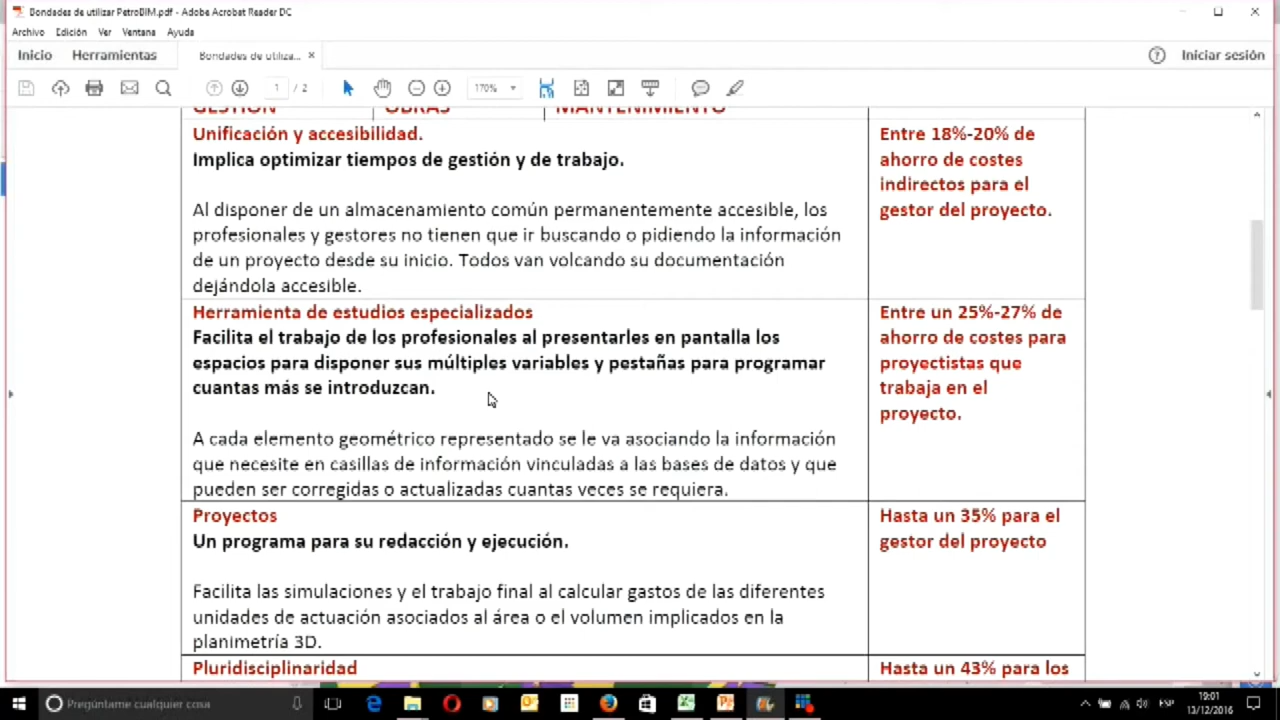 Bondades de utilizar PetroBIM.pdf - Adobe Acrobat Reader DC
Archivo Edición Ver Ventana Ayuda
Inicio Herramientas Bondades de utiliza... × Iniciar sesión
1 / 2 170%
GESTIÓN OBRAS MANTENIMIENTO
Unificación y accesibilidad.
Implica optimizar tiempos de gestión y de trabajo.
Al disponer de un almacenamiento común permanentemente accesible, los
profesionales y gestores no tienen que ir buscando o pidiendo la información
de un proyecto desde su inicio. Todos van volcando su documentación
dejándola accesible.
Entre 18%-20% de
ahorro de costes
indirectos para el
gestor del proyecto.
Herramienta de estudios especializados
Facilita el trabajo de los profesionales al presentarles en pantalla los
espacios para disponer sus múltiples variables y pestañas para programar
cuantas más se introduzcan.
A cada elemento geométrico representado se le va asociando la información
que necesite en casillas de información vinculadas a las bases de datos y que
pueden ser corregidas o actualizadas cuantas veces se requiera.
Entre un 25%-27% de
ahorro de costes para
proyectistas que
trabaja en el
proyecto.
Proyectos
Un programa para su redacción y ejecución.
Facilita las simulaciones y el trabajo final al calcular gastos de las diferentes
unidades de actuación asociados al área o el volumen implicados en la
planimetría 3D.
Hasta un 35% para el
gestor del proyecto
Pluridisciplinaridad
Hasta un 43% para los
Pregúntame cualquier cosa
ESP
19:01
13/12/2016